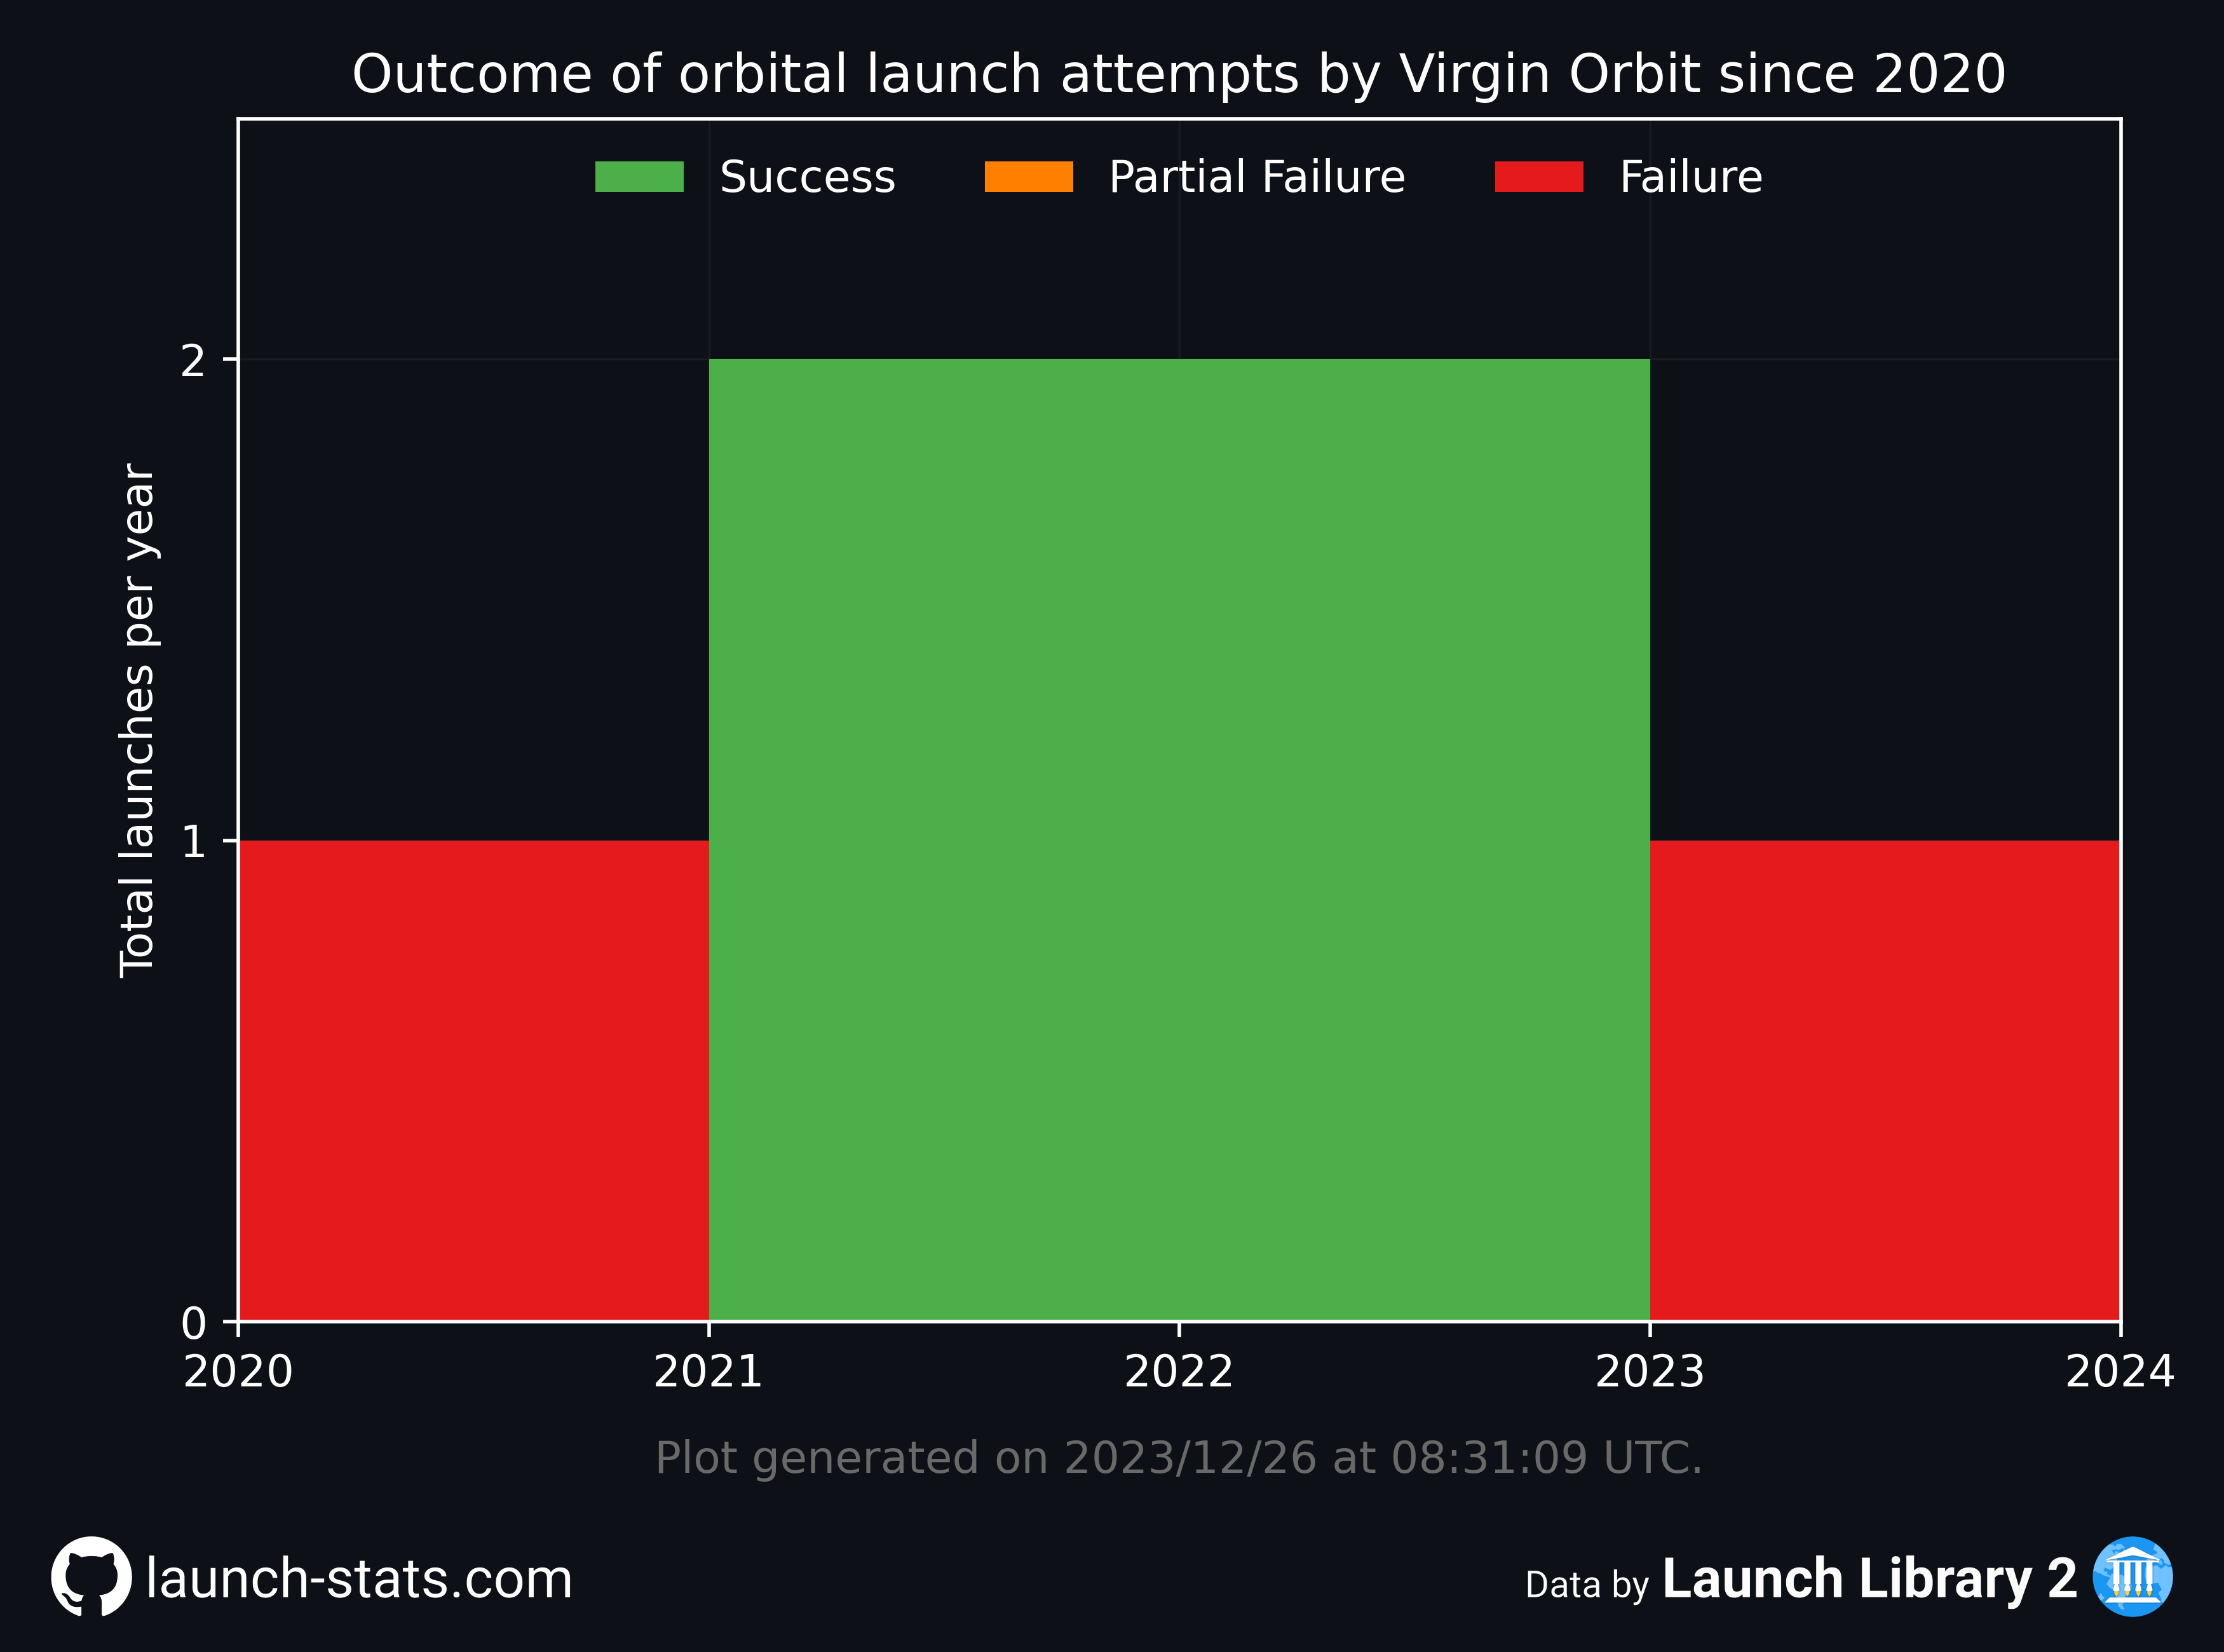 Outcome of orbital launch attempts by Virgin Orbit since 2020
Success Partial Failure Failure
Total launches per year
2
1
0
2020 2021 2022 2023 2024
Plot generated on 2023/12/26 at 08:31:09 UTC.
launch-stats.com
Data by Launch Library 2